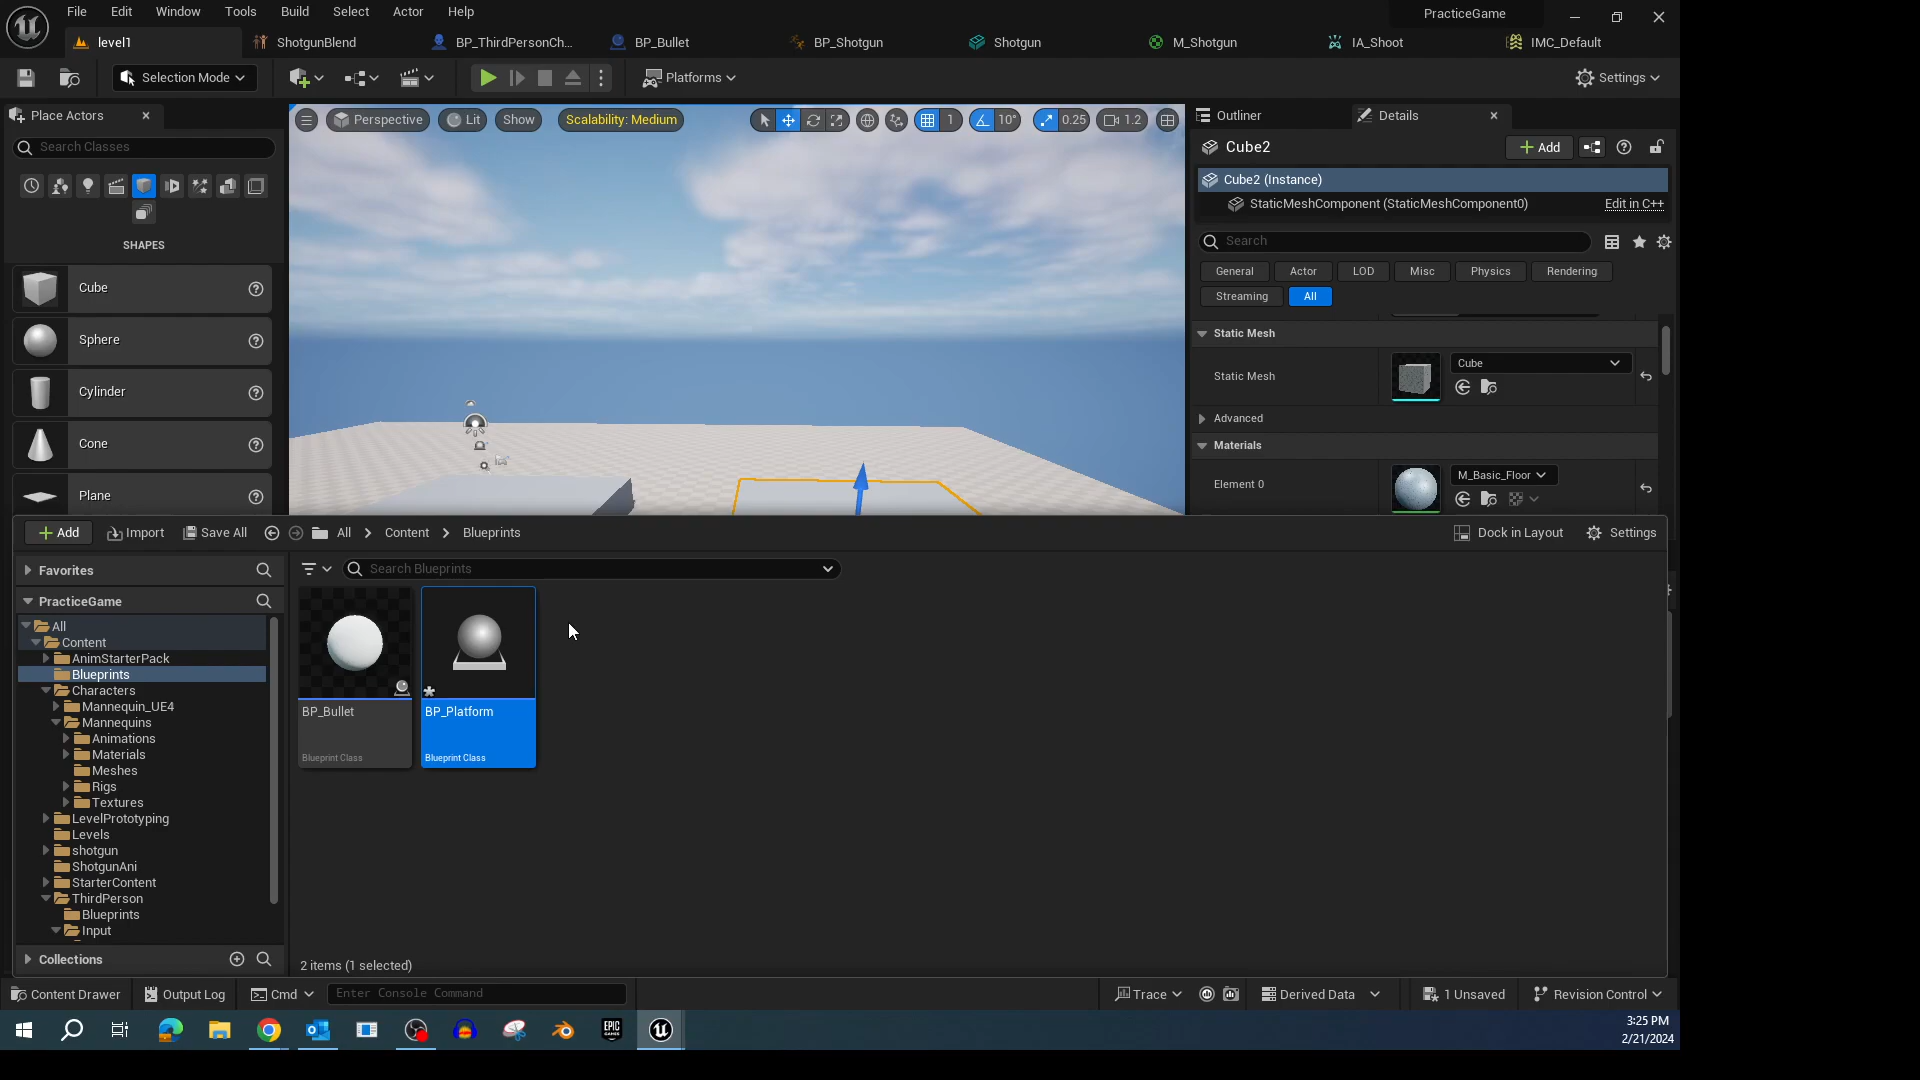 File Edit Window Tools Build Select Actor Help PracticeGame
level1 ShotgunBlend BP_ThirdPersonCh... BP_Bullet BP_Shotgun Shotgun M_Shotgun IA_Shoot IMC_Default
Selection Mode Platforms Settings
Place Actors
Search Classes
SHAPES
Cube
Sphere
Cylinder
Cone
Plane
Perspective Lit Show Scalability: Medium 1 10° 0.25 1.2
Outliner Details
Cube2 Add
Cube2 (Instance)
StaticMeshComponent (StaticMeshComponent0) Edit in C++
Search
General Actor LOD Misc Physics Rendering
Streaming All
Static Mesh
Static Mesh Cube
Advanced
Materials
Element 0 M_Basic_Floor
Add Import Save All All Content Blueprints Dock in Layout Settings
Favorites
PracticeGame
All
Content
AnimStarterPack
Blueprints
Characters
Mannequin_UE4
Mannequins
Animations
Materials
Meshes
Rigs
Textures
LevelPrototyping
Levels
shotgun
ShotgunAni
StarterContent
ThirdPerson
Blueprints
Input
Collections
Search Blueprints
BP_Bullet
Blueprint Class
BP_Platform
Blueprint Class
2 items (1 selected)
Content Drawer Output Log Cmd Enter Console Command Trace Derived Data 1 Unsaved Revision Control
EPIC GAMES
3:25 PM
2/21/2024